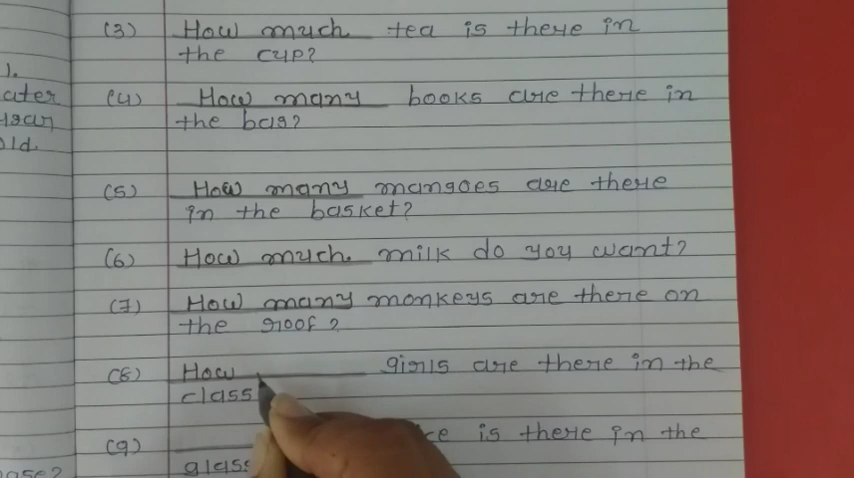 ).
ater
old.
(3) How much tea is there in
the cup?
(4) How many books are there in
the bag?
(5) How many mangoes are there
in the basket?
(6) How much milk do you want?
(7) How many monkeys are there on
the roof?
(8) How girls are there in the
class
(9) is there in the
glass